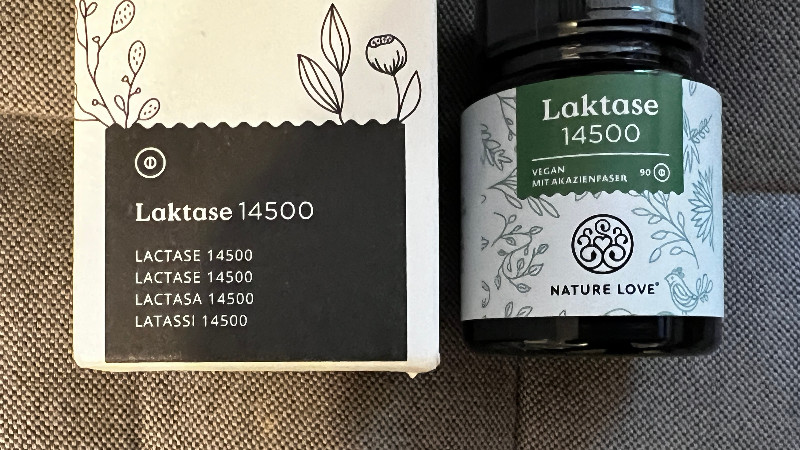 Laktase 14500
LACTASE 14500
LACTASE 14500
LACTASA 14500
LATASSI 14500
Laktase
14500
VEGAN
MIT AKAZIENFASER
90
NATURE LOVE®